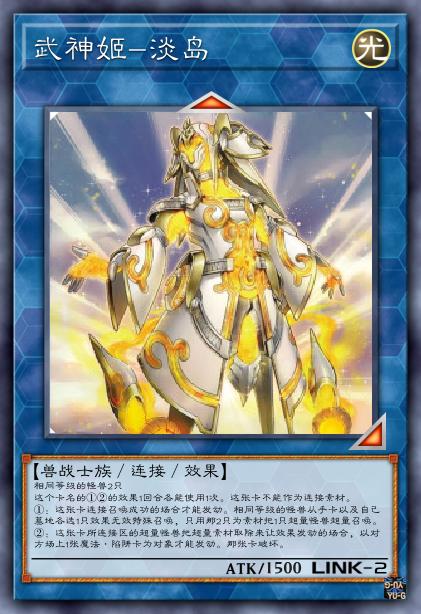 武神姬-淡岛
光
【兽战士族／连接／效果】
相同等级的怪兽2只
这个卡名的①②的效果1回合各能使用1次。这张卡不能作为连接素材。
①：这张卡连接召唤成功的场合才能发动。相同等级的怪兽从手卡以及自己
墓地各选1只效果无效特殊召唤，只用那2只为素材把1只超量怪兽超量召唤。
②：这张卡所连接区的超量怪兽把超量素材取除来让效果发动的场合，以对
方场上1张魔法·陷阱卡为对象才能发动。那张卡破坏。
ATK/1500 LINK-2